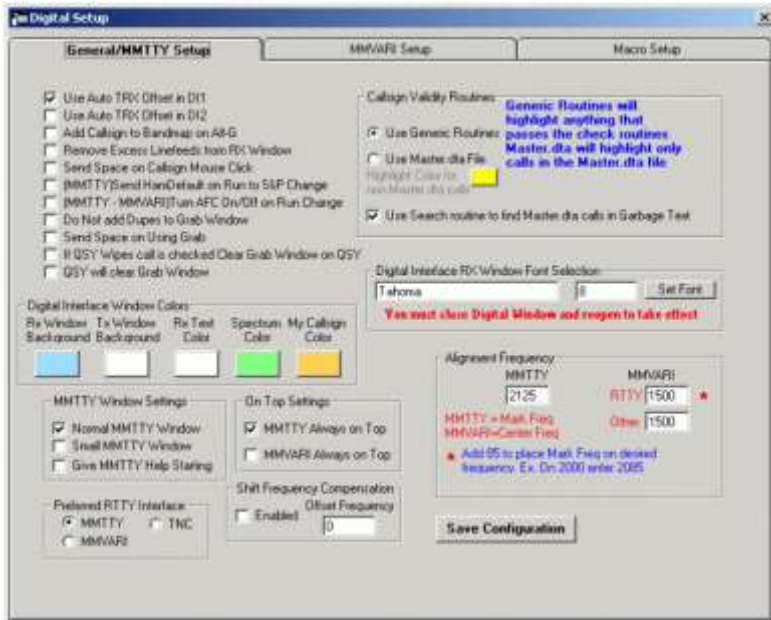 Digital Setup
General/MMTTY Setup
MMVARI Setup
Macro Setup
Use Auto TRX Offset in DI1
Use Auto TRX Offset in DI2
Add Callsign to Bandmap on Alt-G
Remove Excess Linefeeds from RX Window
Send Space on Callsign Mouse Click
(MMTTY)Send HamDefault on Run to S&P Change
(MMTTY - MMVARI)Turn AFC On/Off on Run Change
Do Not add Dupes to Grab Window
Send Space on Using Grab
If QSY Wipes call is checked Clear Grab Window on QSY
QSY will clear Grab Window
Callsign Validity Routines
Use Generic Routines
Use Master.dta File
Highlight Color for
non-Master.dta calls
Generic Routines will
highlight anything that
passes the check routines
Master.dta will highlight only
calls in the Master.dta file
Use Search routine to find Master.dta calls in Garbage Text
Digital Interface RX Window Font Selection
Tahoma
8
Set Font
You must close Digital Window and reopen to take effect
Digital Interface Window Colors
Rx Window
Background
Tx Window
Background
Rx Text
Color
Spectrum
Color
My Callsign
Color
MMTTY Window Settings
Normal MMTTY Window
Small MMTTY Window
Give MMTTY Help Starting
On Top Settings
MMTTY Always on Top
MMVARI Always on Top
Alignment Frequency
MMTTY
2125
MMVARI
RTTY 1500 *
Other 1500
MMTTY = Mark Freq
MMVARI=Center Freq
* Add 85 to place Mark Freq on desired
frequency. Ex. On 2000 enter 2085
Preferred RTTY Interface
MMTTY
TNC
MMVARI
Shift Frequency Compensation
Enabled
Offset Frequency
0
Save Configuration